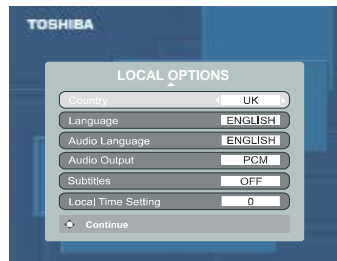 TOSHIBA
LOCAL OPTIONS
Country UK
Language ENGLISH
Audio Language ENGLISH
Audio Output PCM
Subtitles OFF
Local Time Setting 0
Continue